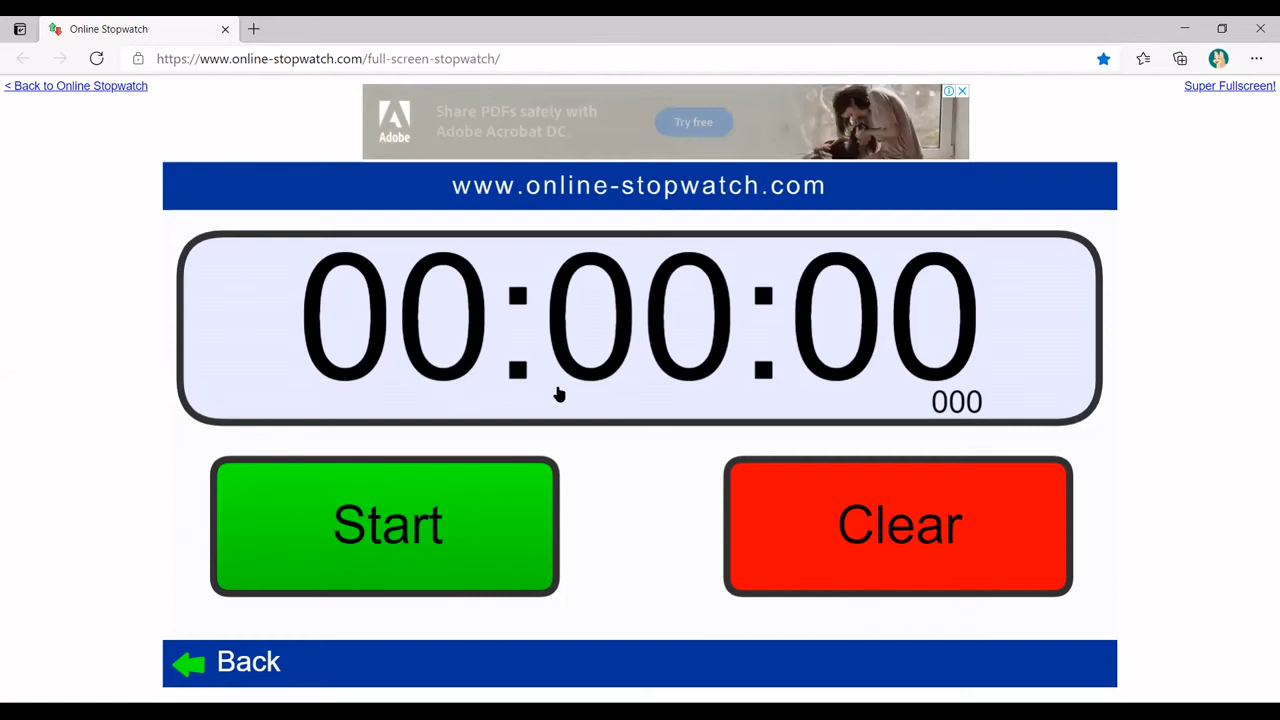 Online Stopwatch
https://www.online-stopwatch.com/full-screen-stopwatch/
< Back to Online Stopwatch
Super Fullscreen!
Adobe
Share PDFs safely with
Adobe Acrobat DC.
Try free
www.online-stopwatch.com
00:00:00
000
Start
Clear
Back